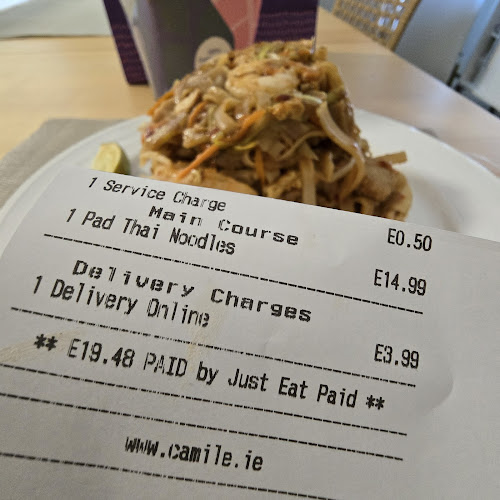 1 Service Charge E0.50
Main Course
1 Pad Thai Noodles E14.99
Delivery Charges
1 Delivery Online E3.99
** E19.48 PAID by Just Eat Paid **
www.camile.ie